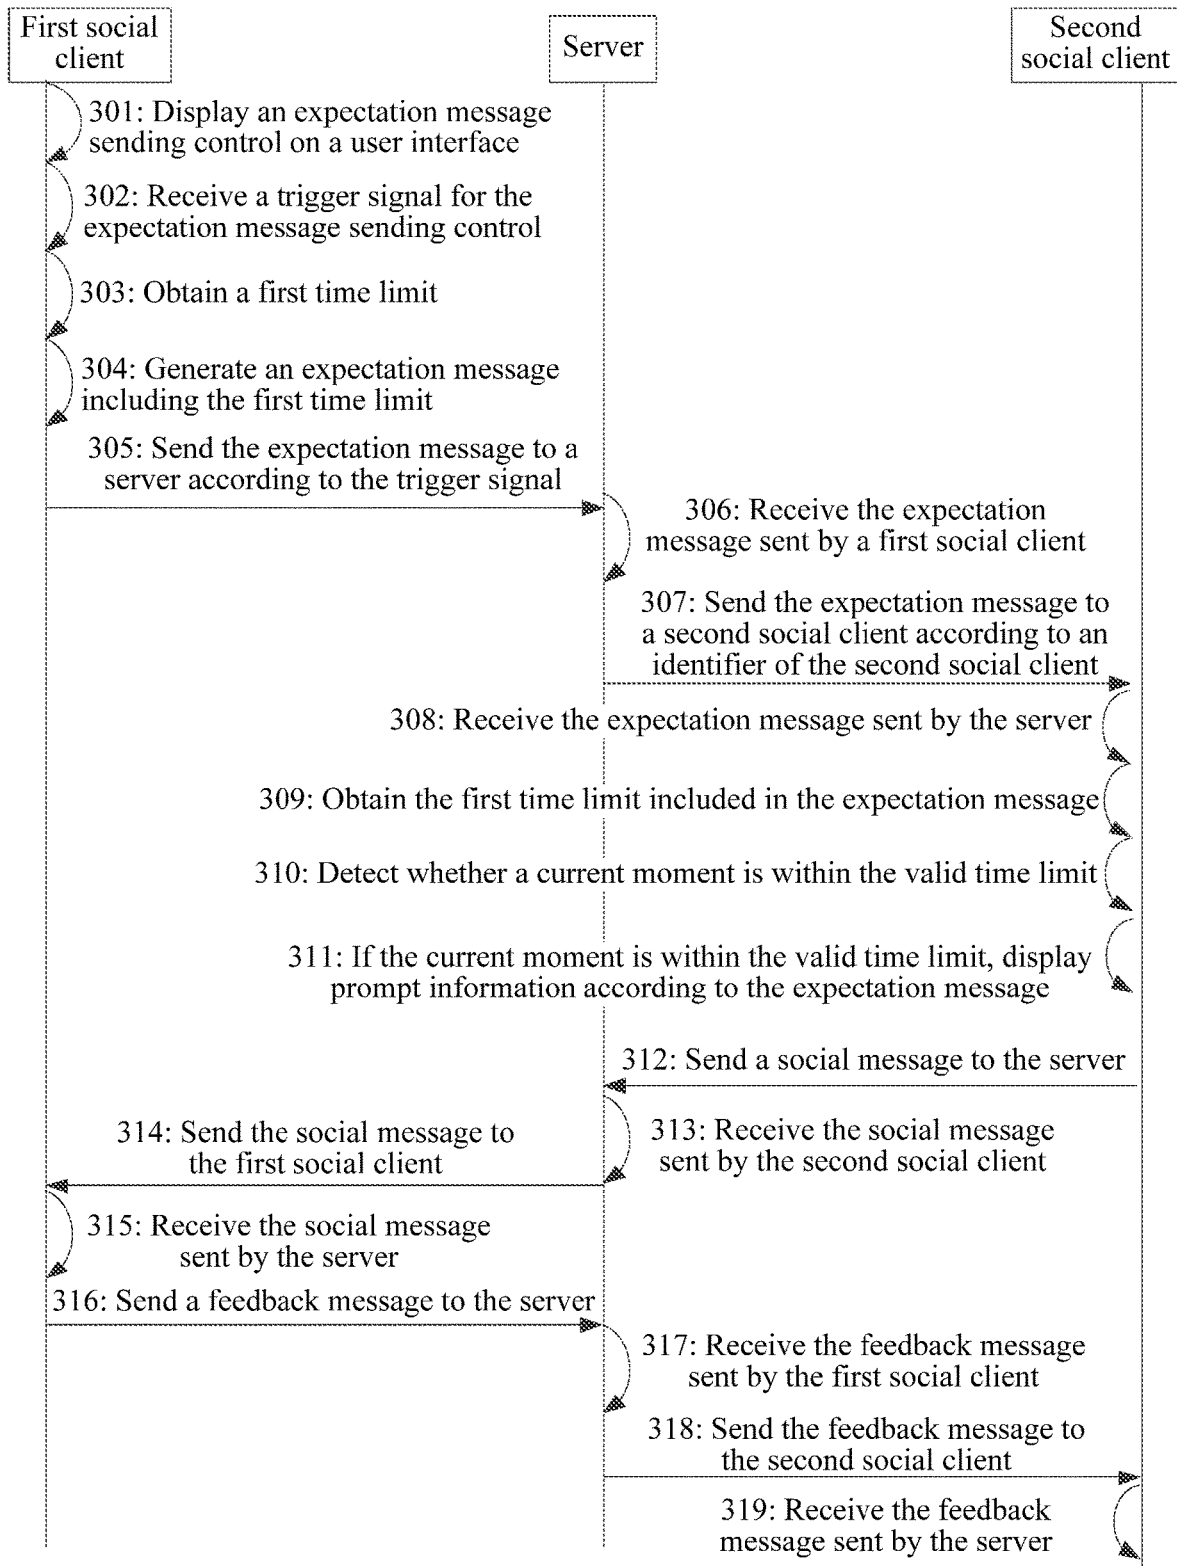 First social
client
Server
Second
social client
301: Display an expectation message
sending control on a user interface
302: Receive a trigger signal for the
expectation message sending control
303: Obtain a first time limit
304: Generate an expectation message
including the first time limit
305: Send the expectation message to a
server according to the trigger signal
306: Receive the expectation
message sent by a first social client
307: Send the expectation message to
a second social client according to an
identifier of the second social client
308: Receive the expectation message sent by the server
309: Obtain the first time limit included in the expectation message
310: Detect whether a current moment is within the valid time limit
311: If the current moment is within the valid time limit, display
prompt information according to the expectation message
312: Send a social message to the server
313: Receive the social message
sent by the second social client
314: Send the social message to
the first social client
315: Receive the social message
sent by the server
316: Send a feedback message to the server
317: Receive the feedback message
sent by the first social client
318: Send the feedback message to
the second social client
319: Receive the feedback
message sent by the server